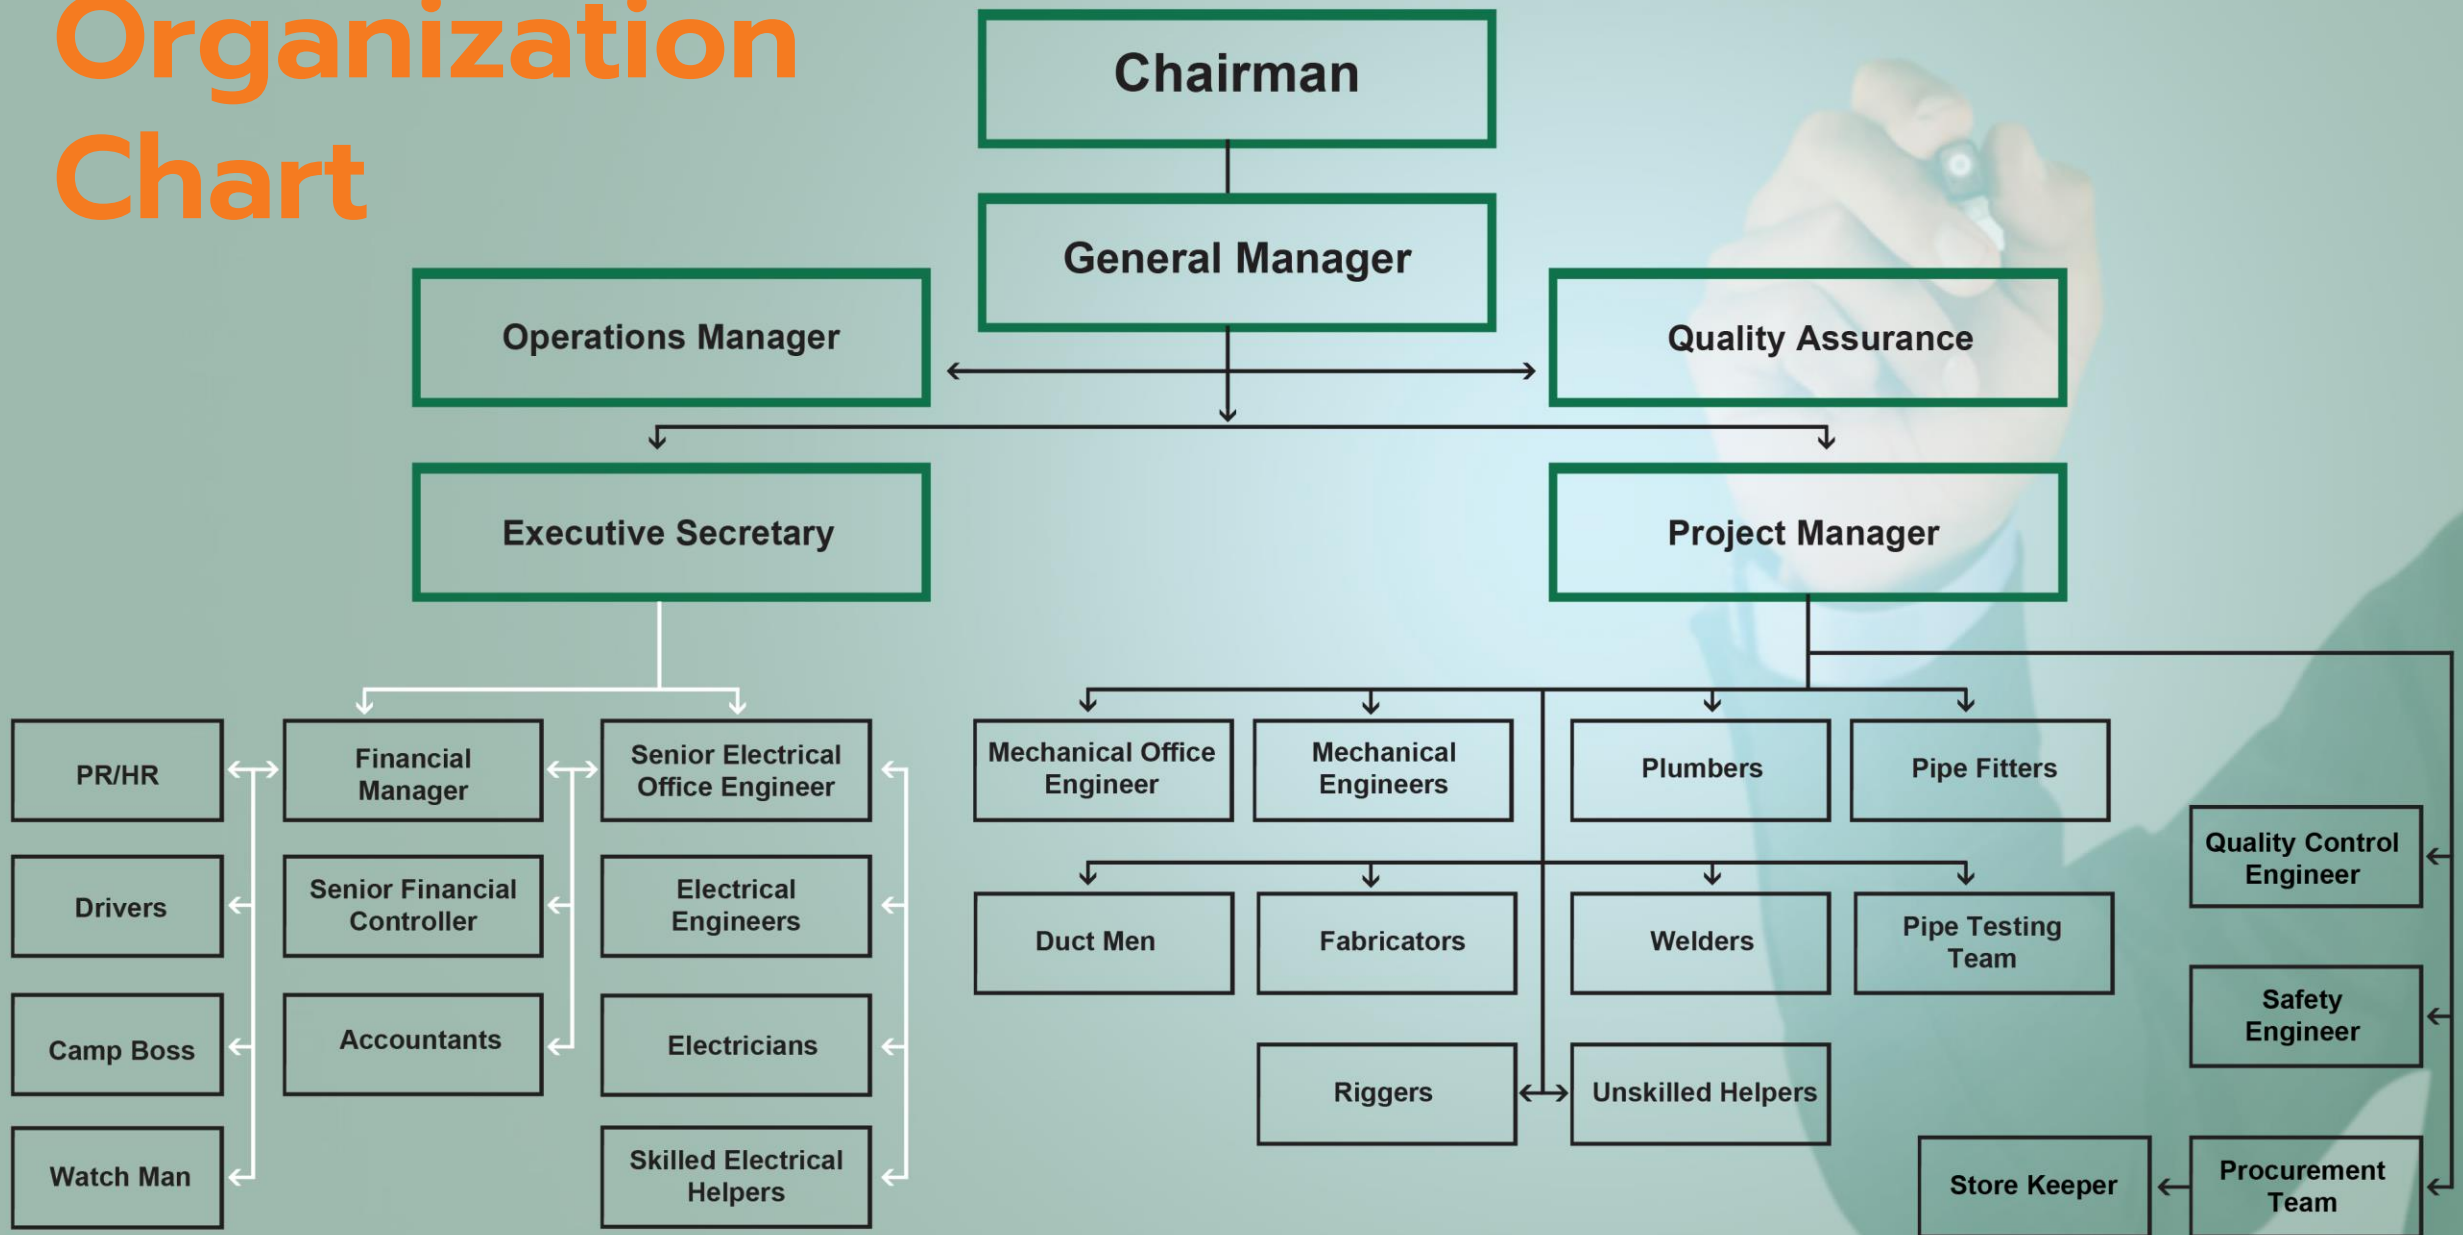 Organization
Chart
Chairman
General Manager
Operations Manager
Quality Assurance
Executive Secretary
Project Manager
PR/HR
Financial
Manager
Senior Electrical
Office Engineer
Mechanical Office
Engineer
Mechanical
Engineers
Plumbers
Pipe Fitters
Quality Control
Engineer
Drivers
Senior Financial
Controller
Electrical
Engineers
Duct Men
Fabricators
Welders
Pipe Testing
Team
Safety
Engineer
Camp Boss
Accountants
Electricians
Riggers
Unskilled Helpers
Watch Man
Skilled Electrical
Helpers
Store Keeper
Procurement
Team